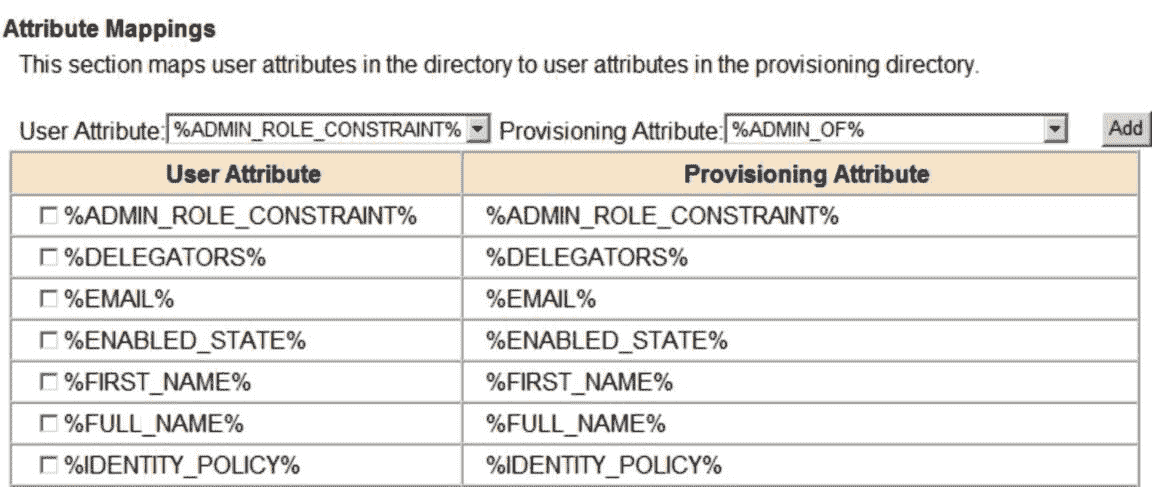 Attribute Mappings
This section maps user attributes in the directory to user attributes in the provisioning directory.
User Attribute: %ADMIN_ROLE_CONSTRAINT% Provisioning Attribute: %ADMIN_OF% Add
User Attribute Provisioning Attribute
%ADMIN_ROLE_CONSTRAINT% %ADMIN_ROLE_CONSTRAINT%
%DELEGATORS% %DELEGATORS%
%EMAIL% %EMAIL%
%ENABLED_STATE% %ENABLED_STATE%
%FIRST_NAME% %FIRST_NAME%
%FULL_NAME% %FULL_NAME%
%IDENTITY_POLICY% %IDENTITY_POLICY%